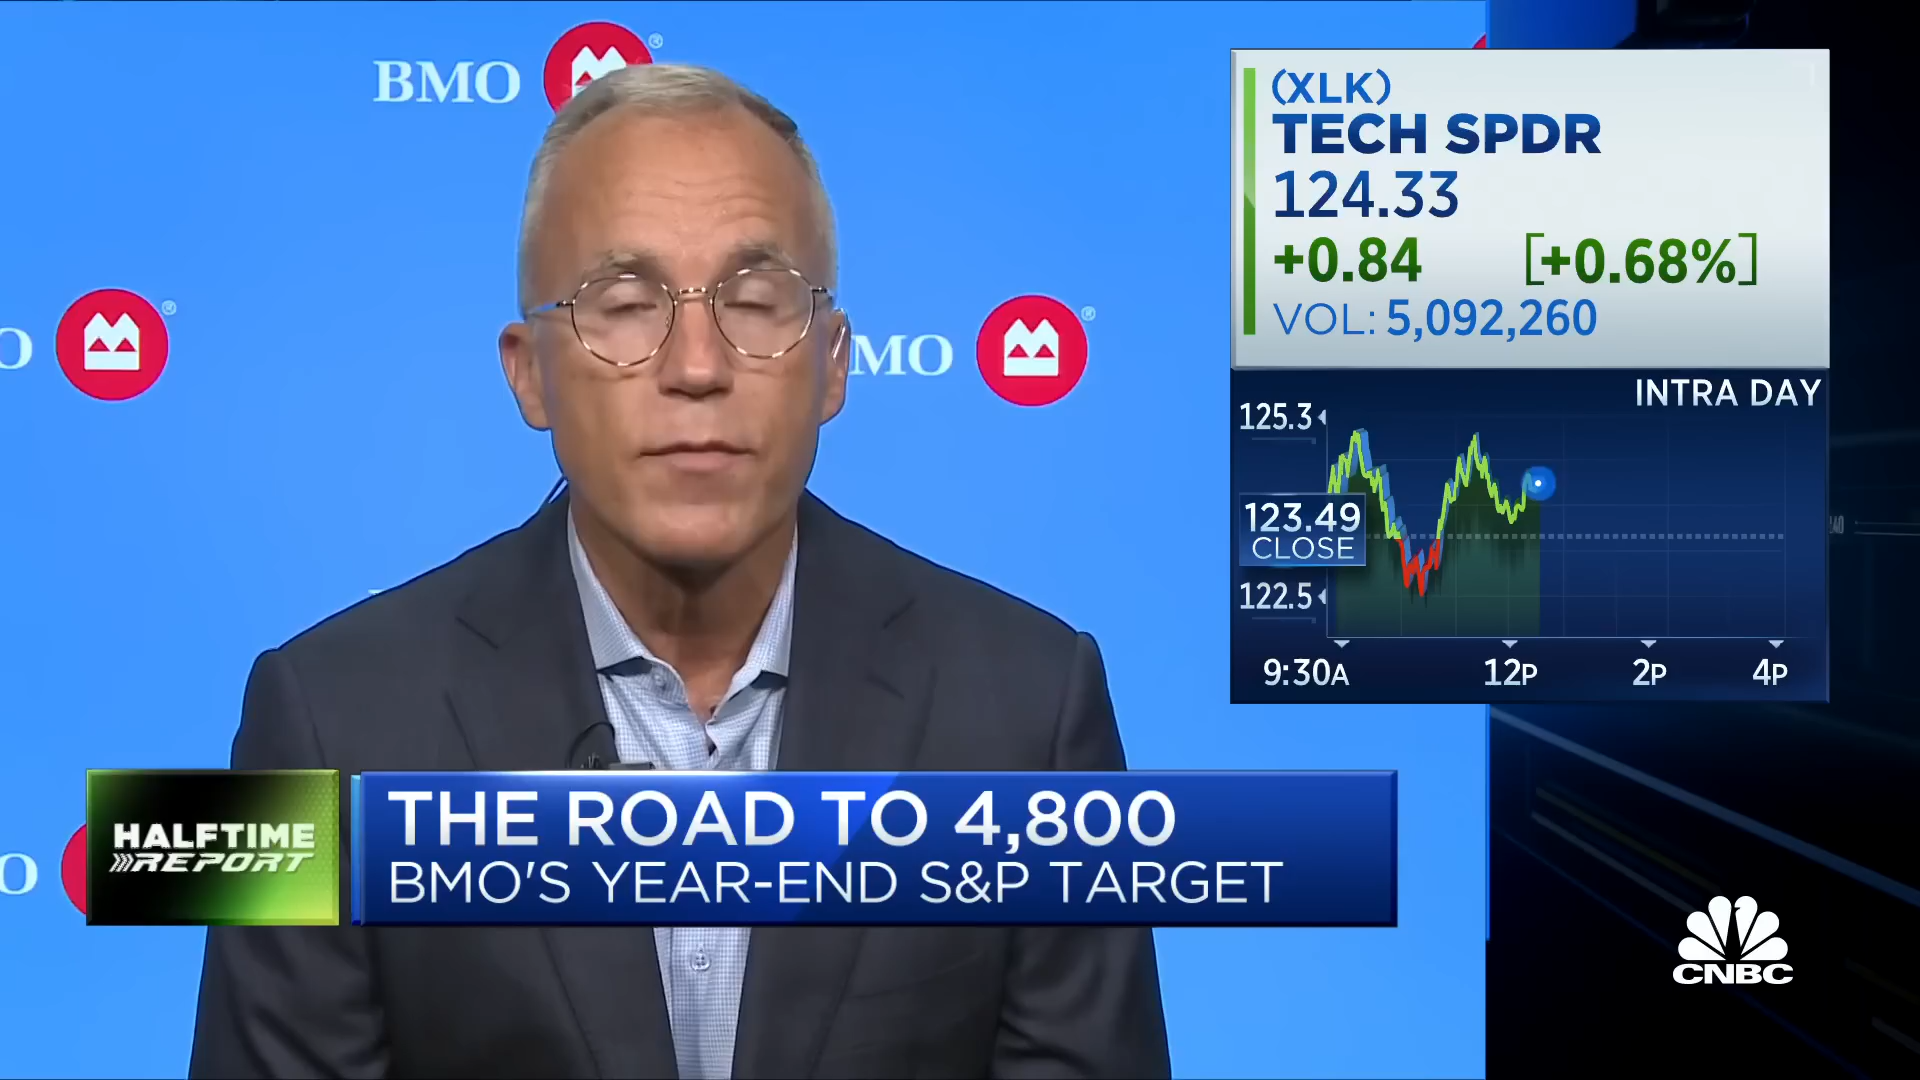 BMO
®
(XLK)
TECH SPDR
124.33
+0.84 [+0.68%]
VOL: 5,092,260
INTRA DAY
125.3
123.49
CLOSE
122.5
9:30A 12P 2P 4P
O ®
MO ®
O
HALFTIME
REPORT
THE ROAD TO 4,800
BMO'S YEAR-END S&P TARGET
CNBC